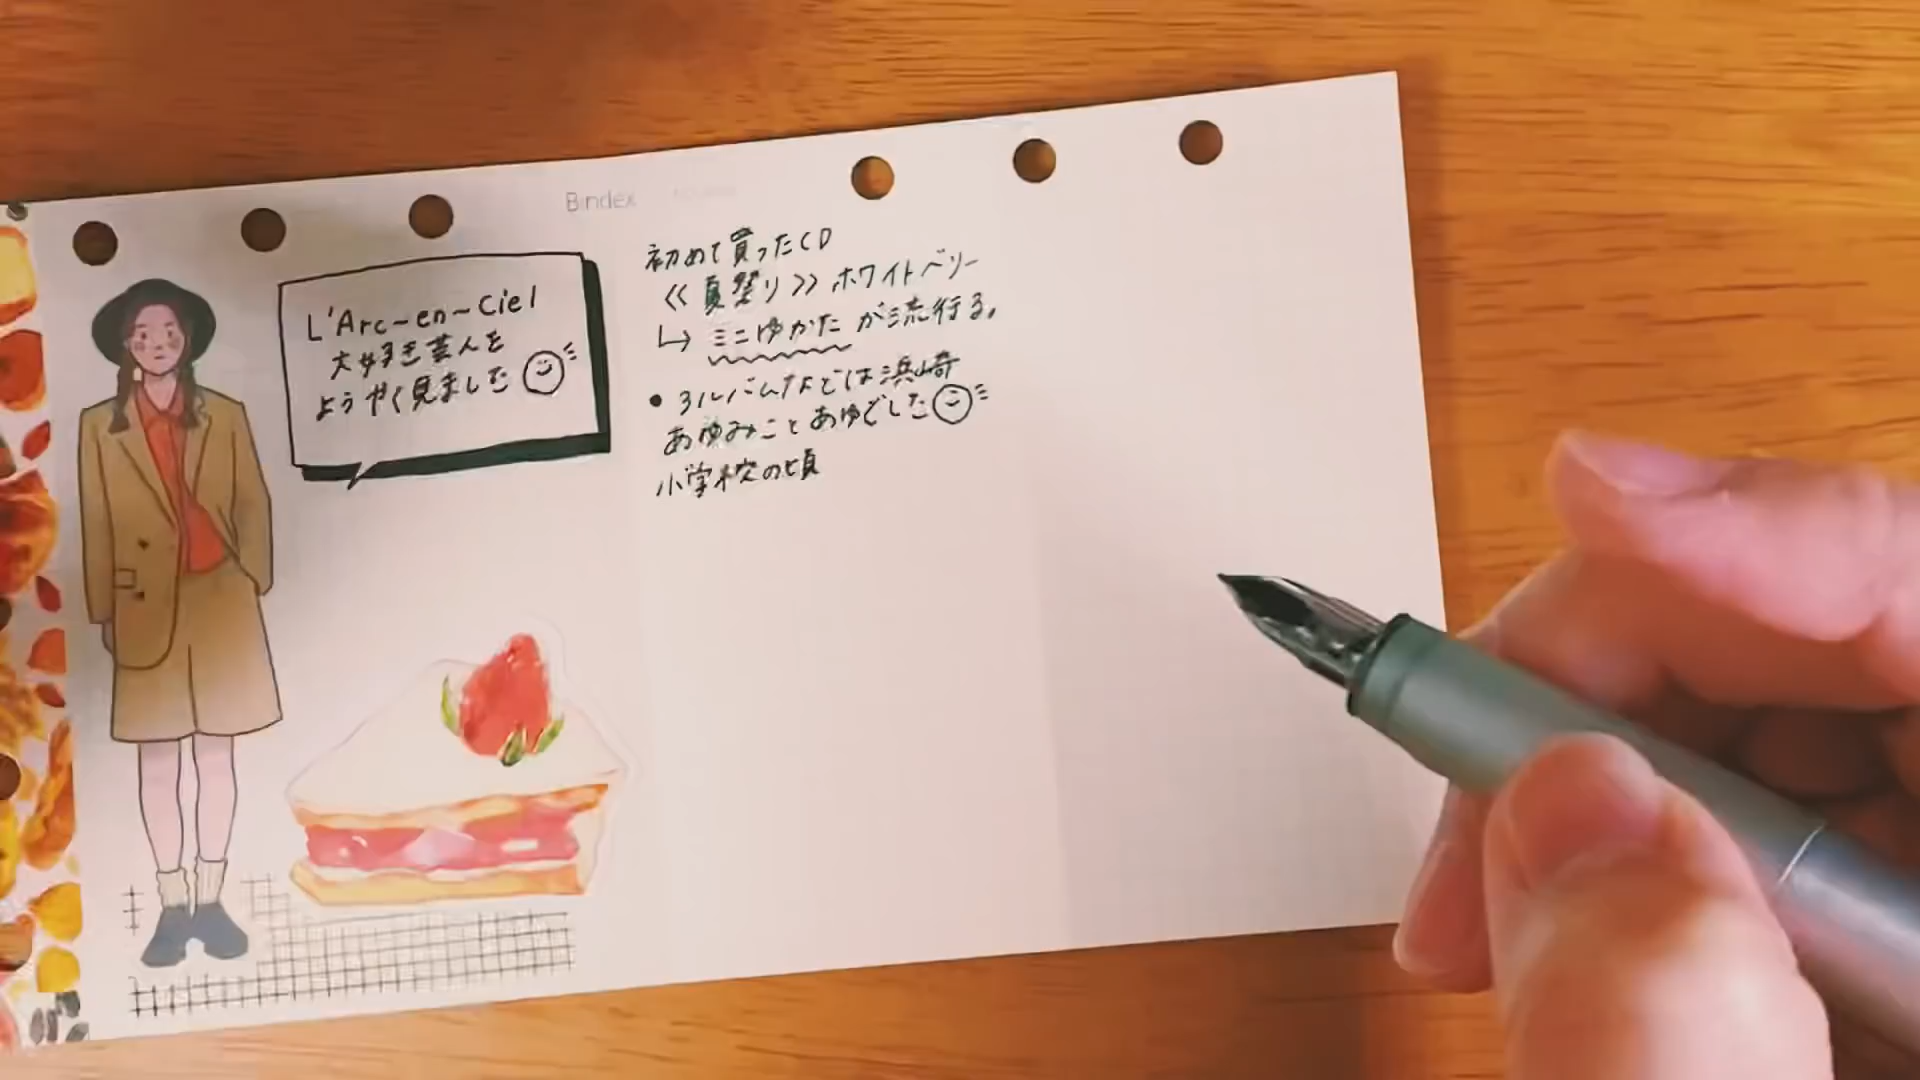 Bindex
L'Arc~en~Ciel
大好き芸人を
ようやく見ました
初めて買ったCD
<< 夏祭り >> ホワイトベリー
↳ ミニゆかた が流行る。
• アルバムなどは浜崎
あゆみことあゆでした
小学校の頃